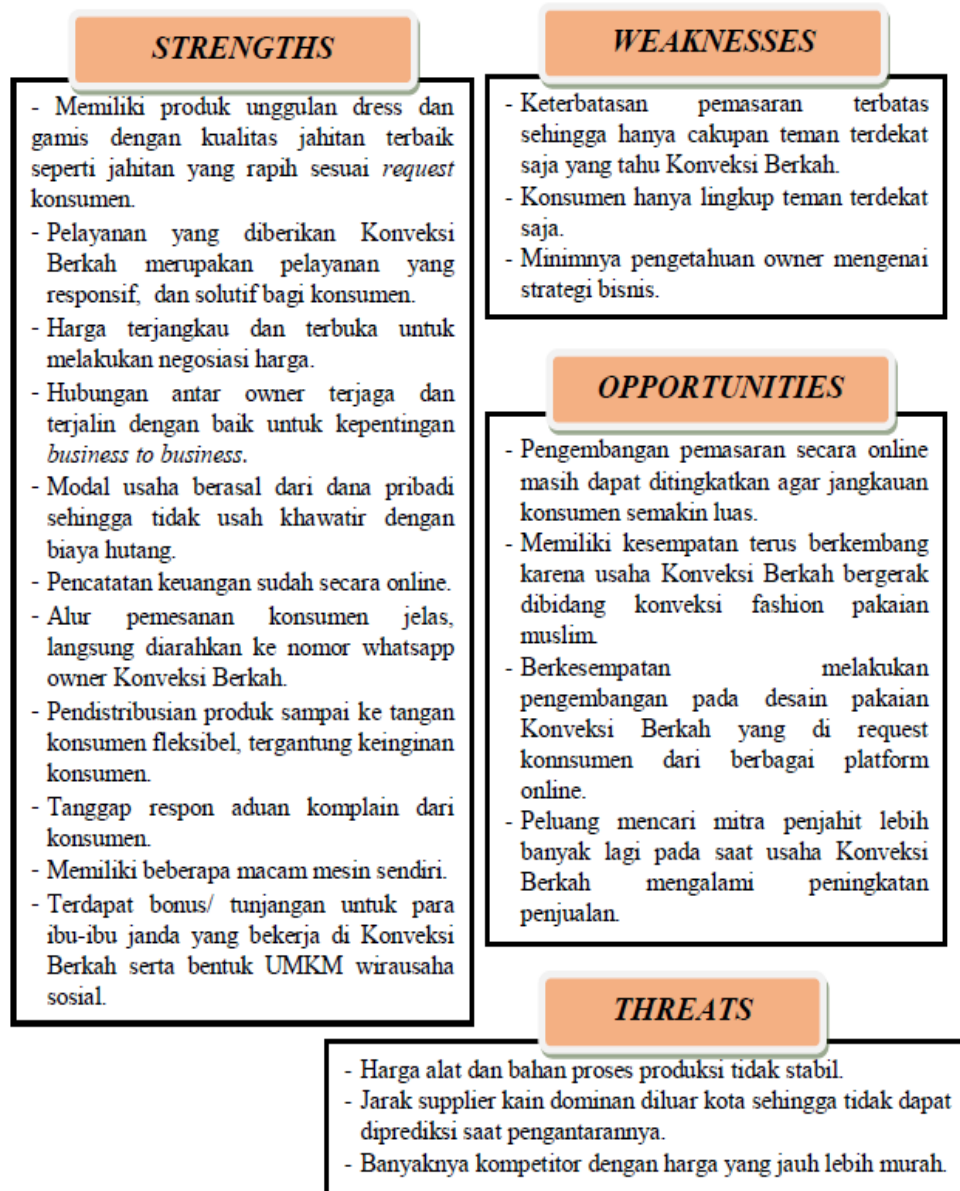 STRENGTHS
- Memiliki produk unggulan dress dan
gamis dengan kualitas jahitan terbaik
seperti jahitan yang rapih sesuai request
konsumen.
- Pelayanan yang diberikan Konveksi
Berkah merupakan pelayanan yang
responsif, dan solutif bagi konsumen.
- Harga terjangkau dan terbuka untuk
melakukan negosiasi harga.
- Hubungan antar owner terjaga dan
terjalin dengan baik untuk kepentingan
business to business.
- Modal usaha berasal dari dana pribadi
sehingga tidak usah khawatir dengan
biaya hutang.
- Pencatatan keuangan sudah secara online.
- Alur pemesanan konsumen jelas,
langsung diarahkan ke nomor whatsapp
owner Konveksi Berkah.
- Pendistribusian produk sampai ke tangan
konsumen fleksibel, tergantung keinginan
konsumen.
- Tanggap respon aduan komplain dari
konsumen.
- Memiliki beberapa macam mesin sendiri.
- Terdapat bonus/ tunjangan untuk para
ibu-ibu janda yang bekerja di Konveksi
Berkah serta bentuk UMKM wirausaha
sosial.
WEAKNESSES
- Keterbatasan pemasaran terbatas
sehingga hanya cakupan teman terdekat
saja yang tahu Konveksi Berkah.
- Konsumen hanya lingkup teman terdekat
saja.
- Minimnya pengetahuan owner mengenai
strategi bisnis.
OPPORTUNITIES
- Pengembangan pemasaran secara online
masih dapat ditingkatkan agar jangkauan
konsumen semakin luas.
- Memiliki kesempatan terus berkembang
karena usaha Konveksi Berkah bergerak
dibidang konveksi fashion pakaian
muslim.
- Berkesempatan melakukan
pengembangan pada desain pakaian
Konveksi Berkah yang di request
konnsumen dari berbagai platform
online.
- Peluang mencari mitra penjahit lebih
banyak lagi pada saat usaha Konveksi
Berkah mengalami peningkatan
penjualan.
THREATS
- Harga alat dan bahan proses produksi tidak stabil.
- Jarak supplier kain dominan diluar kota sehingga tidak dapat
diprediksi saat pengantarannya.
- Banyaknya kompetitor dengan harga yang jauh lebih murah.